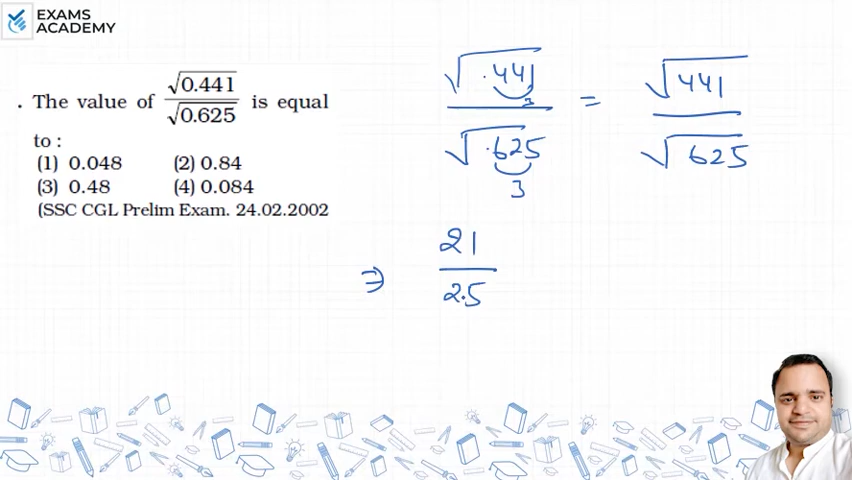 EXAMS
ACADEMY
. The value of √0.441 / √0.625 is equal
to :
(1) 0.048 (2) 0.84
(3) 0.48 (4) 0.084
(SSC CGL Prelim Exam. 24.02.2002
√.441 / √.625 = √441 / √625
3
3
⇒ 21 / 2.5